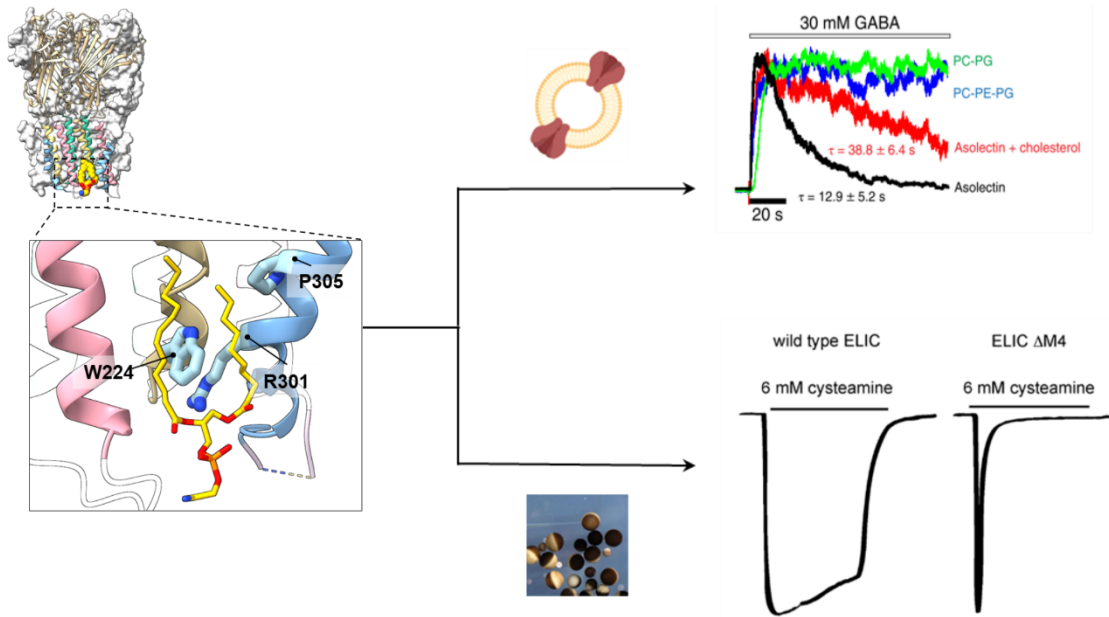 30 mM GABA
PC-PG
PC-PE-PG
τ = 38.8 ± 6.4 s
Asolectin + cholesterol
τ = 12.9 ± 5.2 s
Asolectin
20 s
P305
W224
R301
wild type ELIC
ELIC ΔM4
6 mM cysteamine
6 mM cysteamine